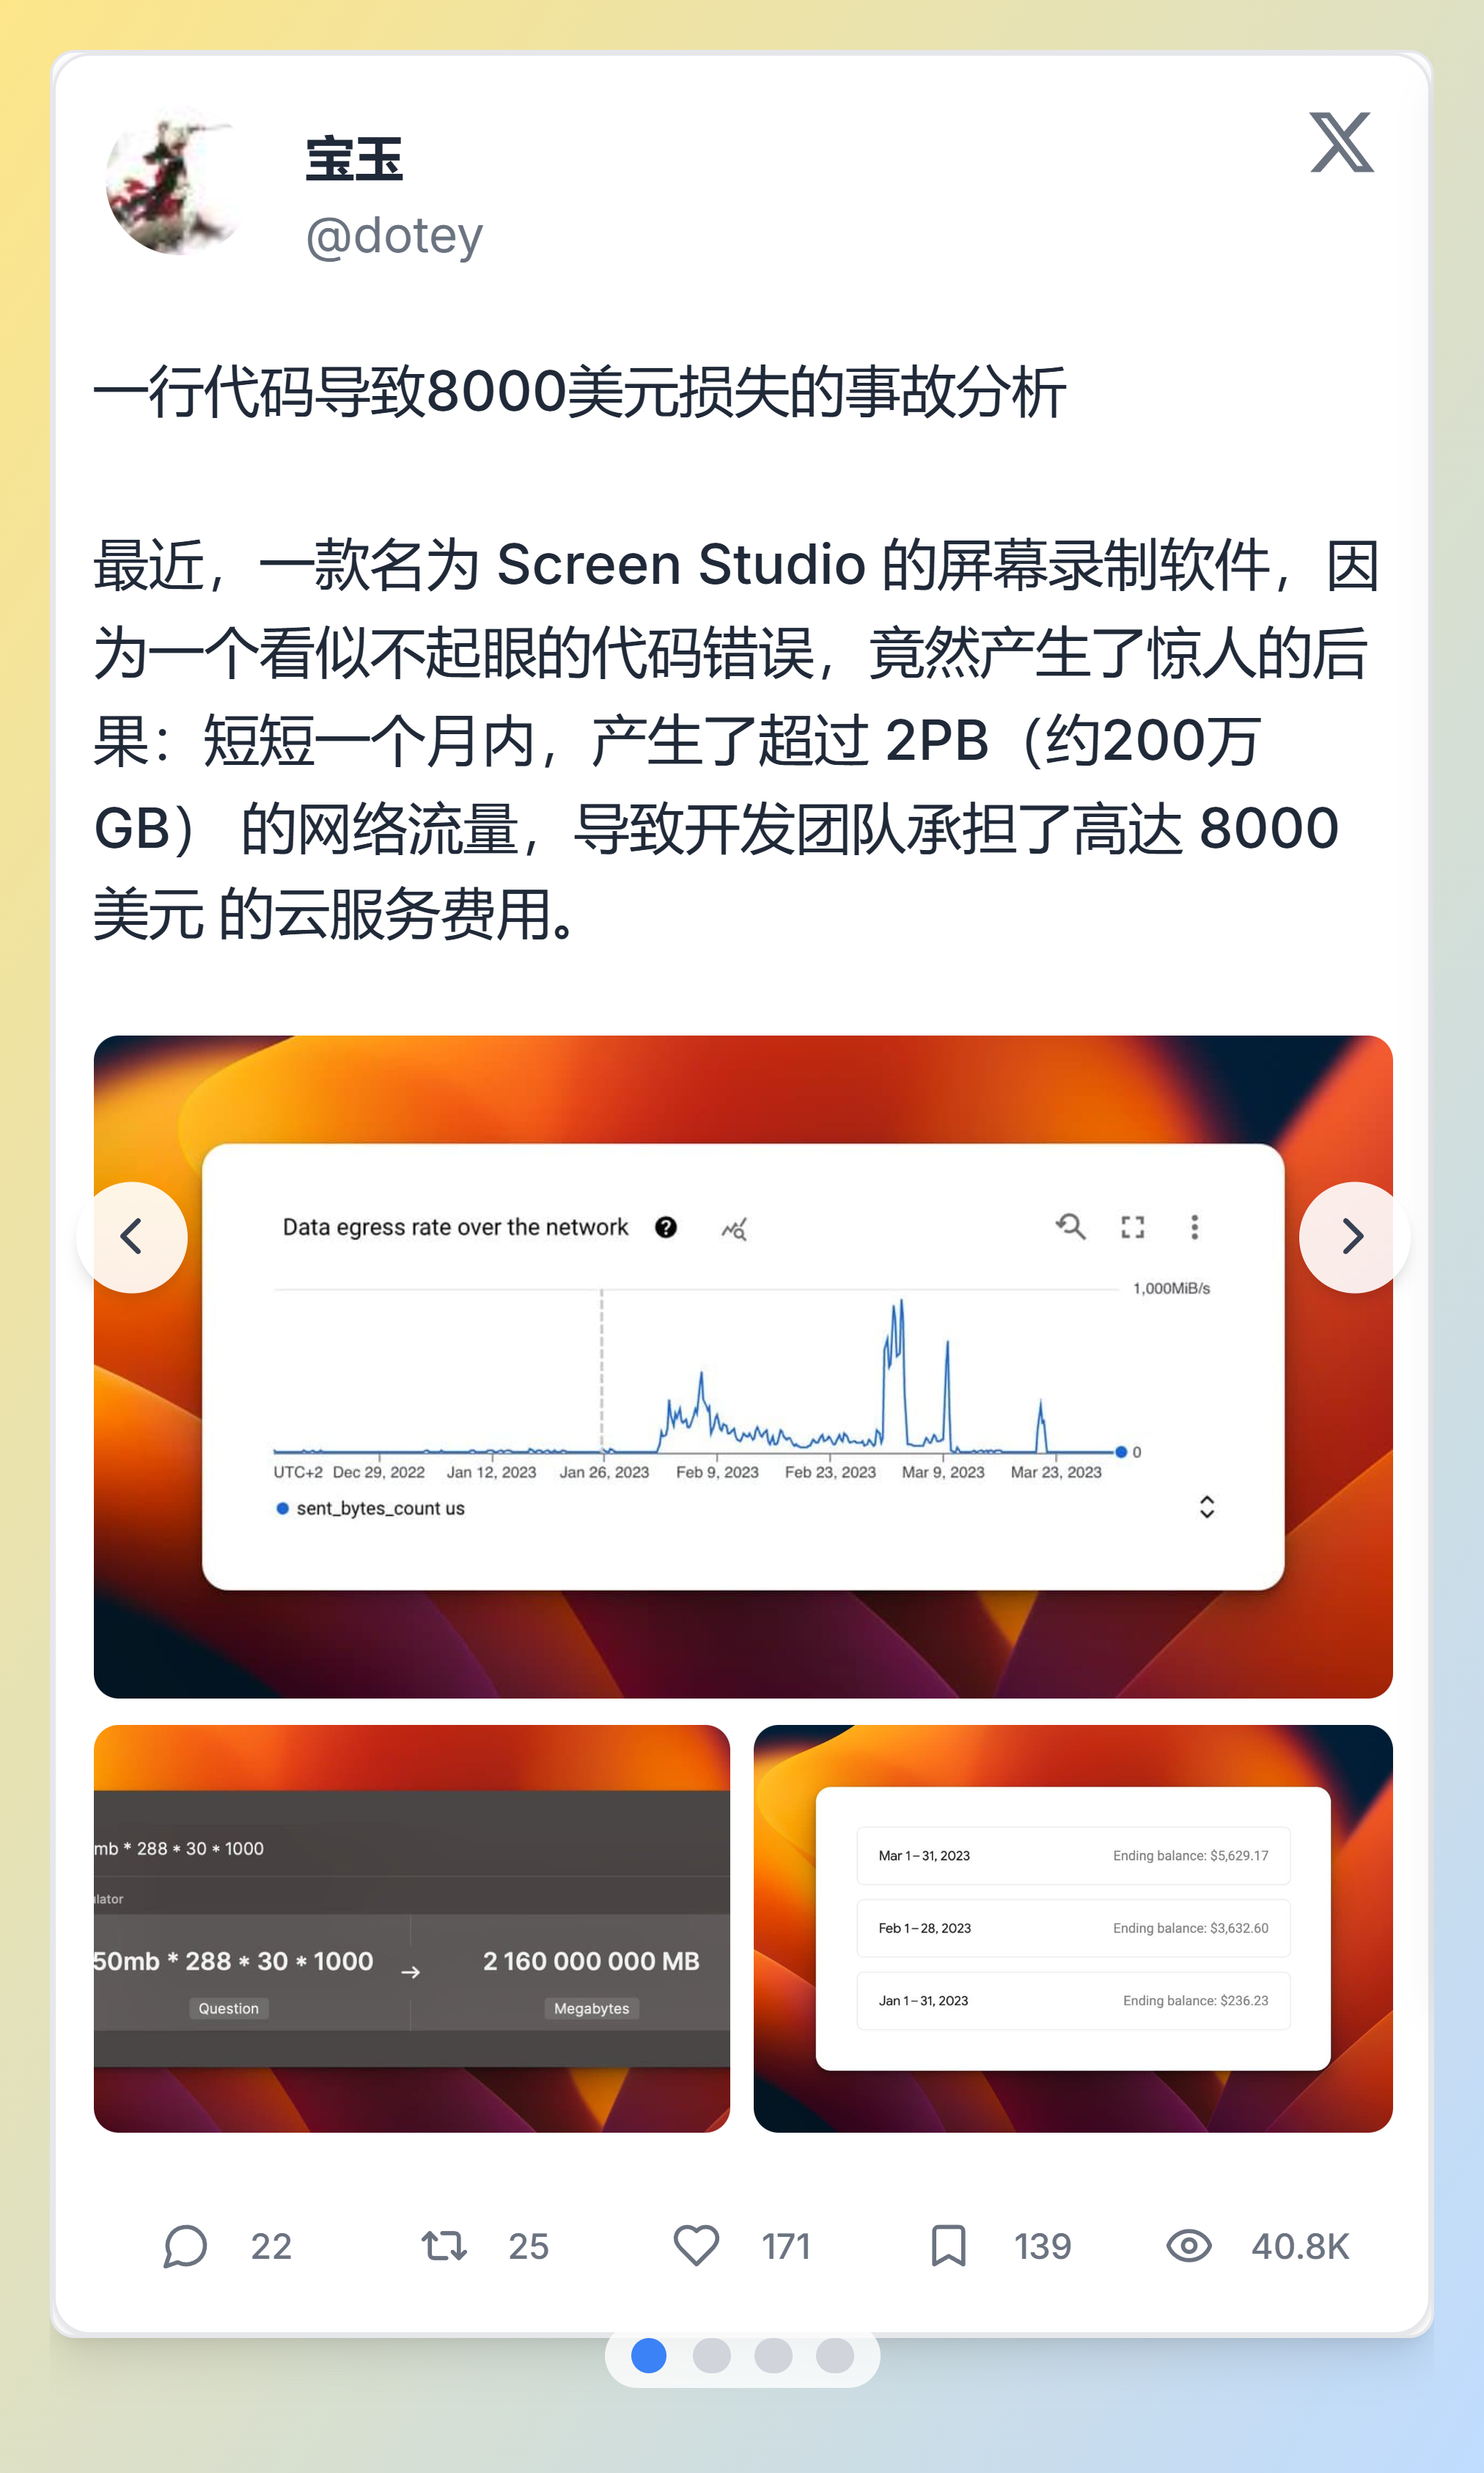 宝玉
@dotey
一行代码导致8000美元损失的事故分析
最近，一款名为 Screen Studio 的屏幕录制软件，因
为一个看似不起眼的代码错误，竟然产生了惊人的后
果：短短一个月内，产生了超过 2PB（约200万
GB） 的网络流量，导致开发团队承担了高达 8000
美元 的云服务费用。
Data egress rate over the network
1,000MiB/s
0
UTC+2 Dec 29, 2022 Jan 12, 2023 Jan 26, 2023 Feb 9, 2023 Feb 23, 2023 Mar 9, 2023 Mar 23, 2023
sent_bytes_count us
mb * 288 * 30 * 1000
ulator
50mb * 288 * 30 * 1000 → 2 160 000 000 MB
Question Megabytes
Mar 1–31, 2023 Ending balance: $5,629.17
Feb 1–28, 2023 Ending balance: $3,632.60
Jan 1–31, 2023 Ending balance: $236.23
22 25 171 139 40.8K